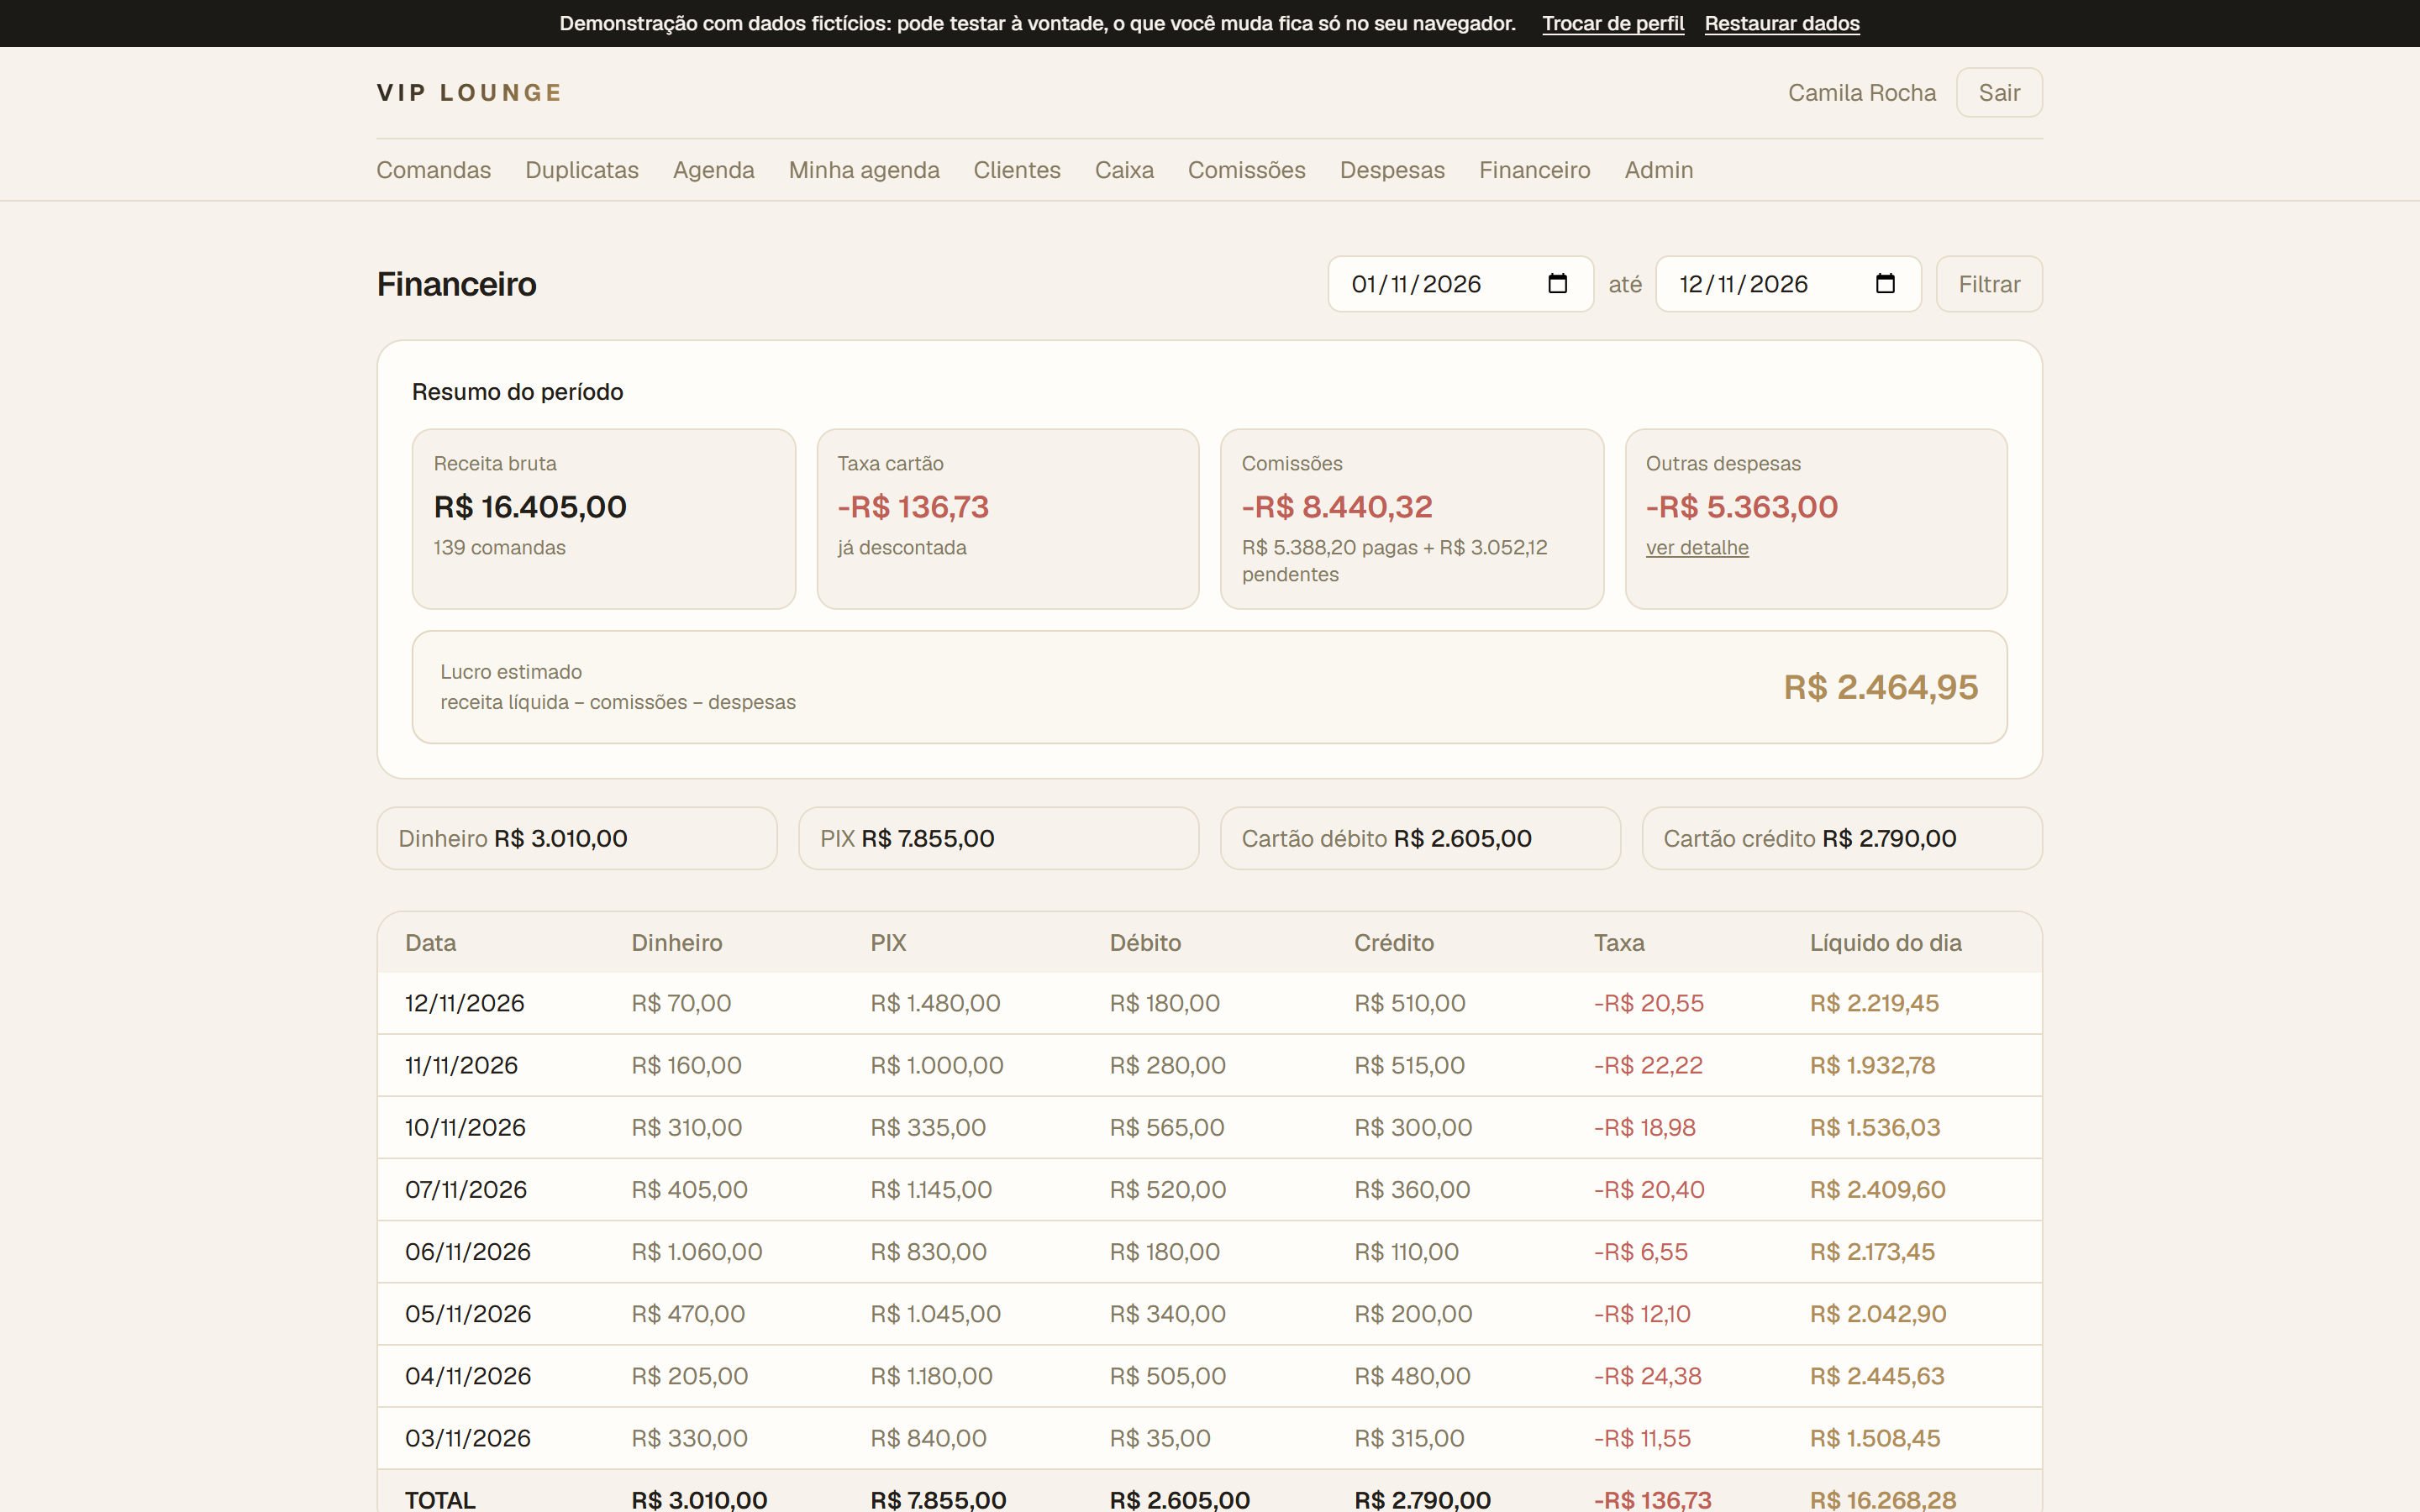 Demonstração com dados fictícios: pode testar à vontade, o que você muda fica só no seu navegador. Trocar de perfil Restaurar dados
VIP LOUNGE
Camila Rocha Sair
Comandas Duplicatas Agenda Minha agenda Clientes Caixa Comissões Despesas Financeiro Admin
Financeiro
01/11/2026 até 12/11/2026 Filtrar
Resumo do período
Receita bruta
R$ 16.405,00
139 comandas
Taxa cartão
-R$ 136,73
já descontada
Comissões
-R$ 8.440,32
R$ 5.388,20 pagas + R$ 3.052,12
pendentes
Outras despesas
-R$ 5.363,00
ver detalhe
Lucro estimado
receita líquida – comissões – despesas
R$ 2.464,95
Dinheiro R$ 3.010,00
PIX R$ 7.855,00
Cartão débito R$ 2.605,00
Cartão crédito R$ 2.790,00
Data Dinheiro PIX Débito Crédito Taxa Líquido do dia
12/11/2026 R$ 70,00 R$ 1.480,00 R$ 180,00 R$ 510,00 -R$ 20,55 R$ 2.219,45
11/11/2026 R$ 160,00 R$ 1.000,00 R$ 280,00 R$ 515,00 -R$ 22,22 R$ 1.932,78
10/11/2026 R$ 310,00 R$ 335,00 R$ 565,00 R$ 300,00 -R$ 18,98 R$ 1.536,03
07/11/2026 R$ 405,00 R$ 1.145,00 R$ 520,00 R$ 360,00 -R$ 20,40 R$ 2.409,60
06/11/2026 R$ 1.060,00 R$ 830,00 R$ 180,00 R$ 110,00 -R$ 6,55 R$ 2.173,45
05/11/2026 R$ 470,00 R$ 1.045,00 R$ 340,00 R$ 200,00 -R$ 12,10 R$ 2.042,90
04/11/2026 R$ 205,00 R$ 1.180,00 R$ 505,00 R$ 480,00 -R$ 24,38 R$ 2.445,63
03/11/2026 R$ 330,00 R$ 840,00 R$ 35,00 R$ 315,00 -R$ 11,55 R$ 1.508,45
TOTAL R$ 3.010,00 R$ 7.855,00 R$ 2.605,00 R$ 2.790,00 -R$ 136,73 R$ 16.268,28